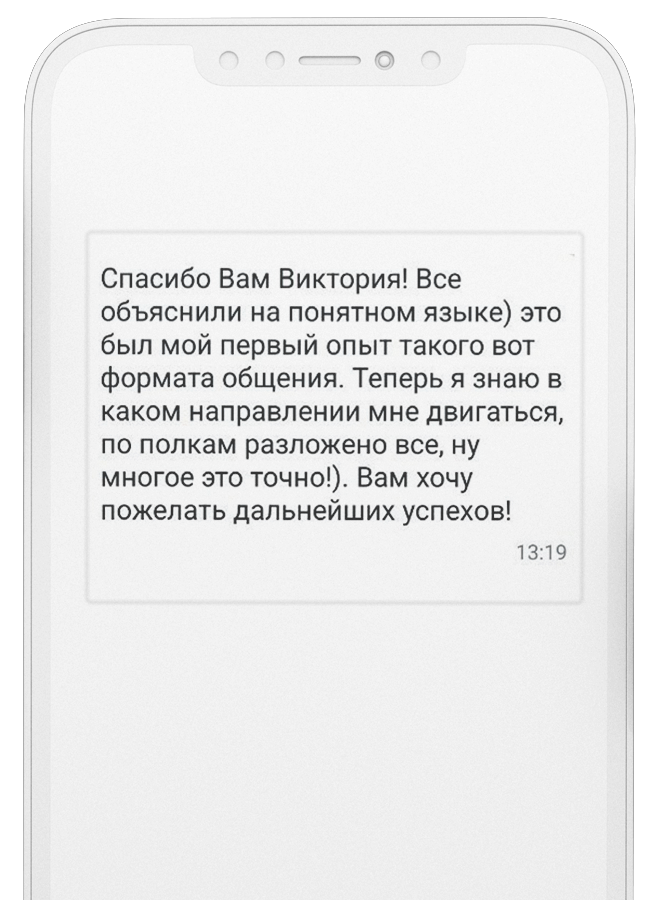 Спасибо Вам Виктория! Все
объяснили на понятном языке) это
был мой первый опыт такого вот
формата общения. Теперь я знаю в
каком направлении мне двигаться,
по полкам разложено все, ну
многое это точно!). Вам хочу
пожелать дальнейших успехов!
13:19